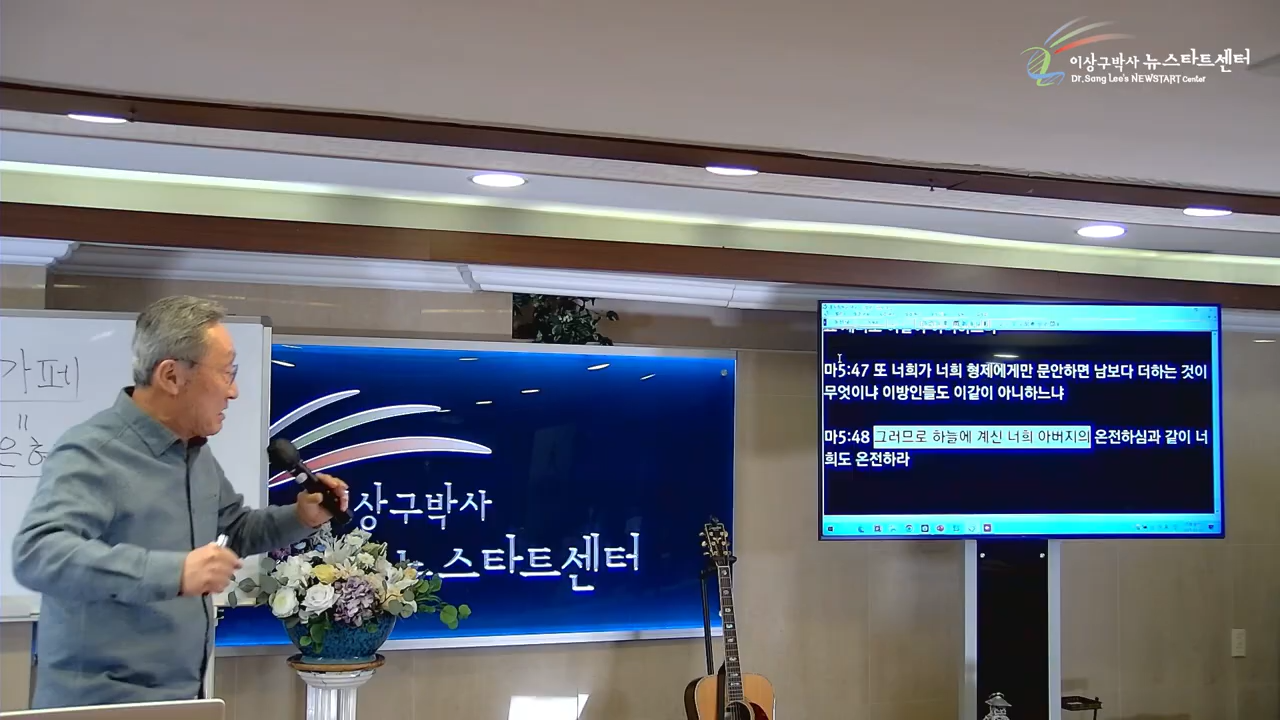 이상구박사 뉴스타트센터
Dr. Sang Lee's NEWSTART Center
가페
=
은
상구박사
뉴스타트센터
마5:47 또 너희가 너희 형제에게만 문안하면 남보다 더하는 것이
무엇이냐 이방인들도 이같이 아니하느냐
마5:48 그러므로 하늘에 계신 너희 아버지의 온전하심과 같이 너
희도 온전하라